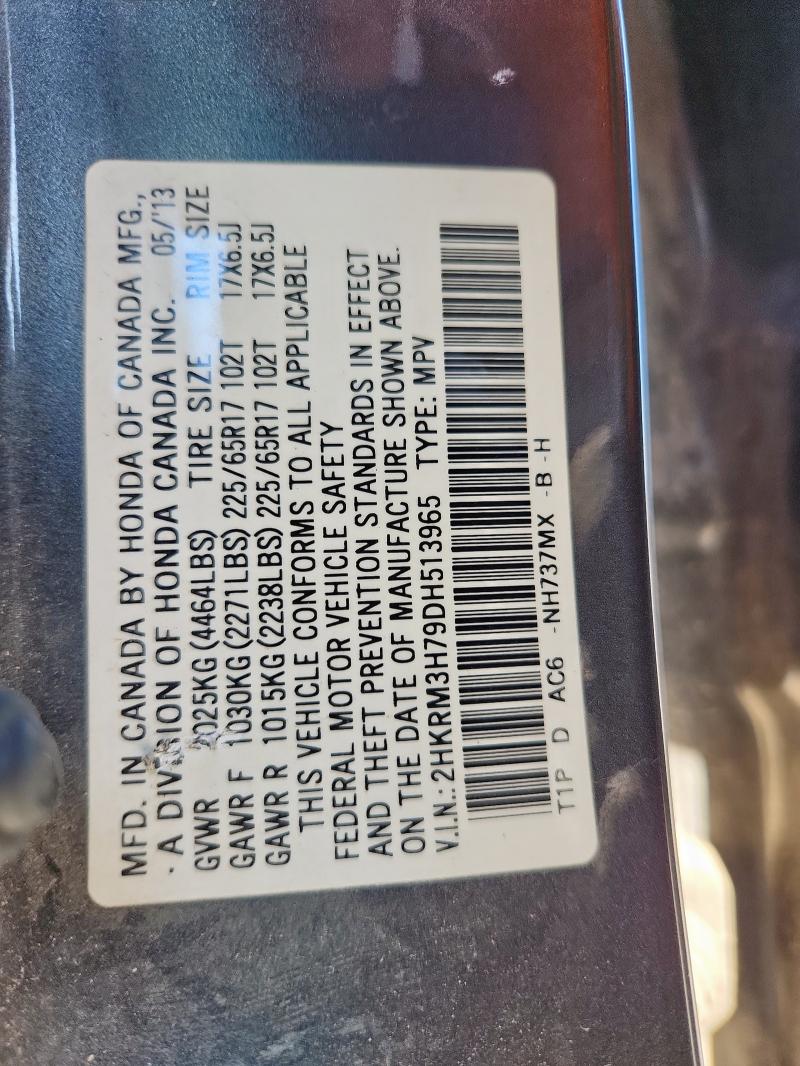 MFD. IN CANADA BY HONDA OF CANADA MFG.,
A DIVISION OF HONDA CANADA INC. 05/'13
GVWR 2025KG (4464LBS) TIRE SIZE RIM SIZE
GAWR F 1030KG (2271LBS) 225/65R17 102T 17X6.5J
GAWR R 1015KG (2238LBS) 225/65R17 102T 17X6.5J
THIS VEHICLE CONFORMS TO ALL APPLICABLE
FEDERAL MOTOR VEHICLE SAFETY
AND THEFT PREVENTION STANDARDS IN EFFECT
ON THE DATE OF MANUFACTURE SHOWN ABOVE.
V.I.N.: 2HKRM3H79DH513965 TYPE: MPV
T1P D AC6 -NH737MX -B -H